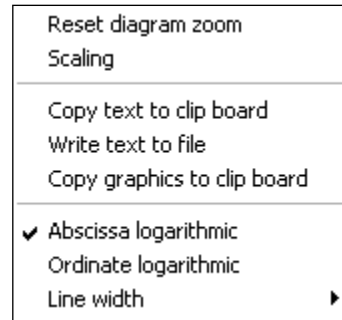 Reset diagram zoom
Scaling
Copy text to clip board
Write text to file
Copy graphics to clip board
Abscissa logarithmic
Ordinate logarithmic
Line width